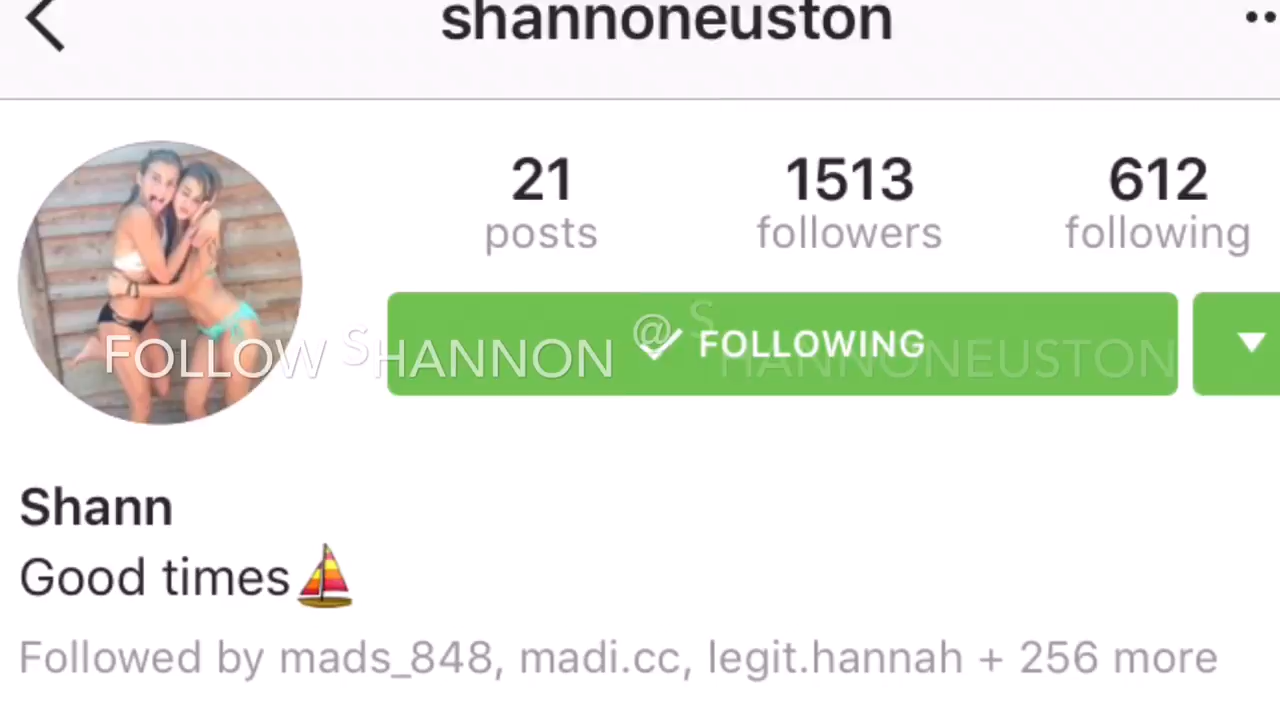 shannoneuston
21 1513 612
posts followers following
FOLLOWING
FOLLOW SHANNON @SHANNONEUSTON
Shann
Good times
Followed by mads_848, madi.cc, legit.hannah + 256 more